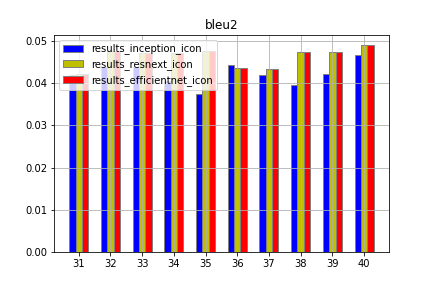 bleu2
results_inception_icon
results_resnext_icon
results_efficientnet_icon
0.05
0.04
0.03
0.02
0.01
0.00
31 32 33 34 35 36 37 38 39 40